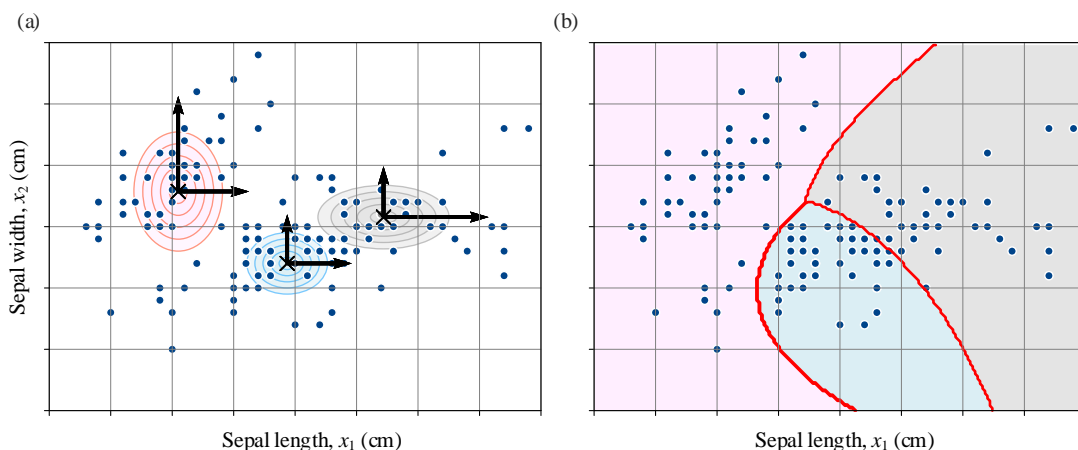 (a)
(b)
Sepal width, x₂ (cm)
Sepal length, x₁ (cm)
Sepal length, x₁ (cm)